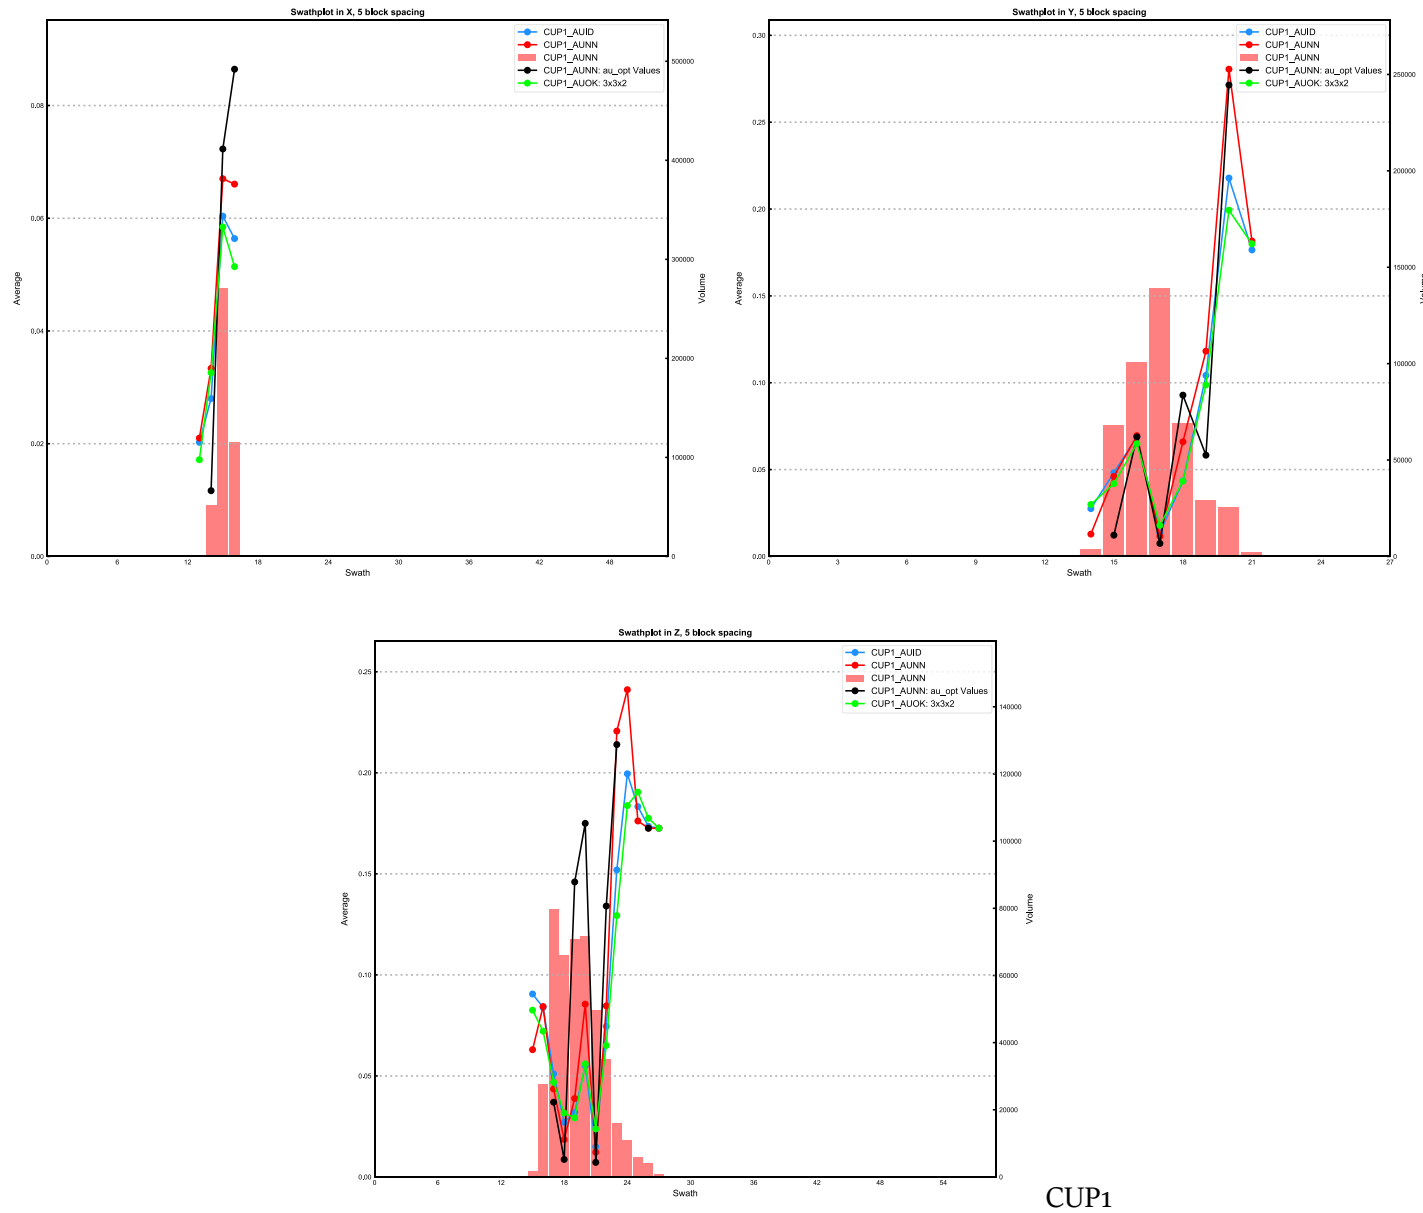 Swathplot in X, 5 block spacing
CUP1_AUID
CUP1_AUNN
CUP1_AUNN
CUP1_AUNN: au_opt Values
CUP1_AUOK: 3x3x2
Average
0.00
0.02
0.04
0.06
0.08
0
100000
200000
300000
400000
500000
Volume
0 6 12 18 24 30 36 42 48
Swath
Swathplot in Y, 5 block spacing
CUP1_AUID
CUP1_AUNN
CUP1_AUNN
CUP1_AUNN: au_opt Values
CUP1_AUOK: 3x3x2
Average
0.00
0.05
0.10
0.15
0.20
0.25
0.30
0
50000
100000
150000
200000
250000
Volume
0 3 6 9 12 15 18 21 24 27
Swath
Swathplot in Z, 5 block spacing
CUP1_AUID
CUP1_AUNN
CUP1_AUNN
CUP1_AUNN: au_opt Values
CUP1_AUOK: 3x3x2
Average
0.00
0.05
0.10
0.15
0.20
0.25
0
20000
40000
60000
80000
100000
120000
140000
Volume
0 6 12 18 24 30 36 42 48 54
Swath
CUP1